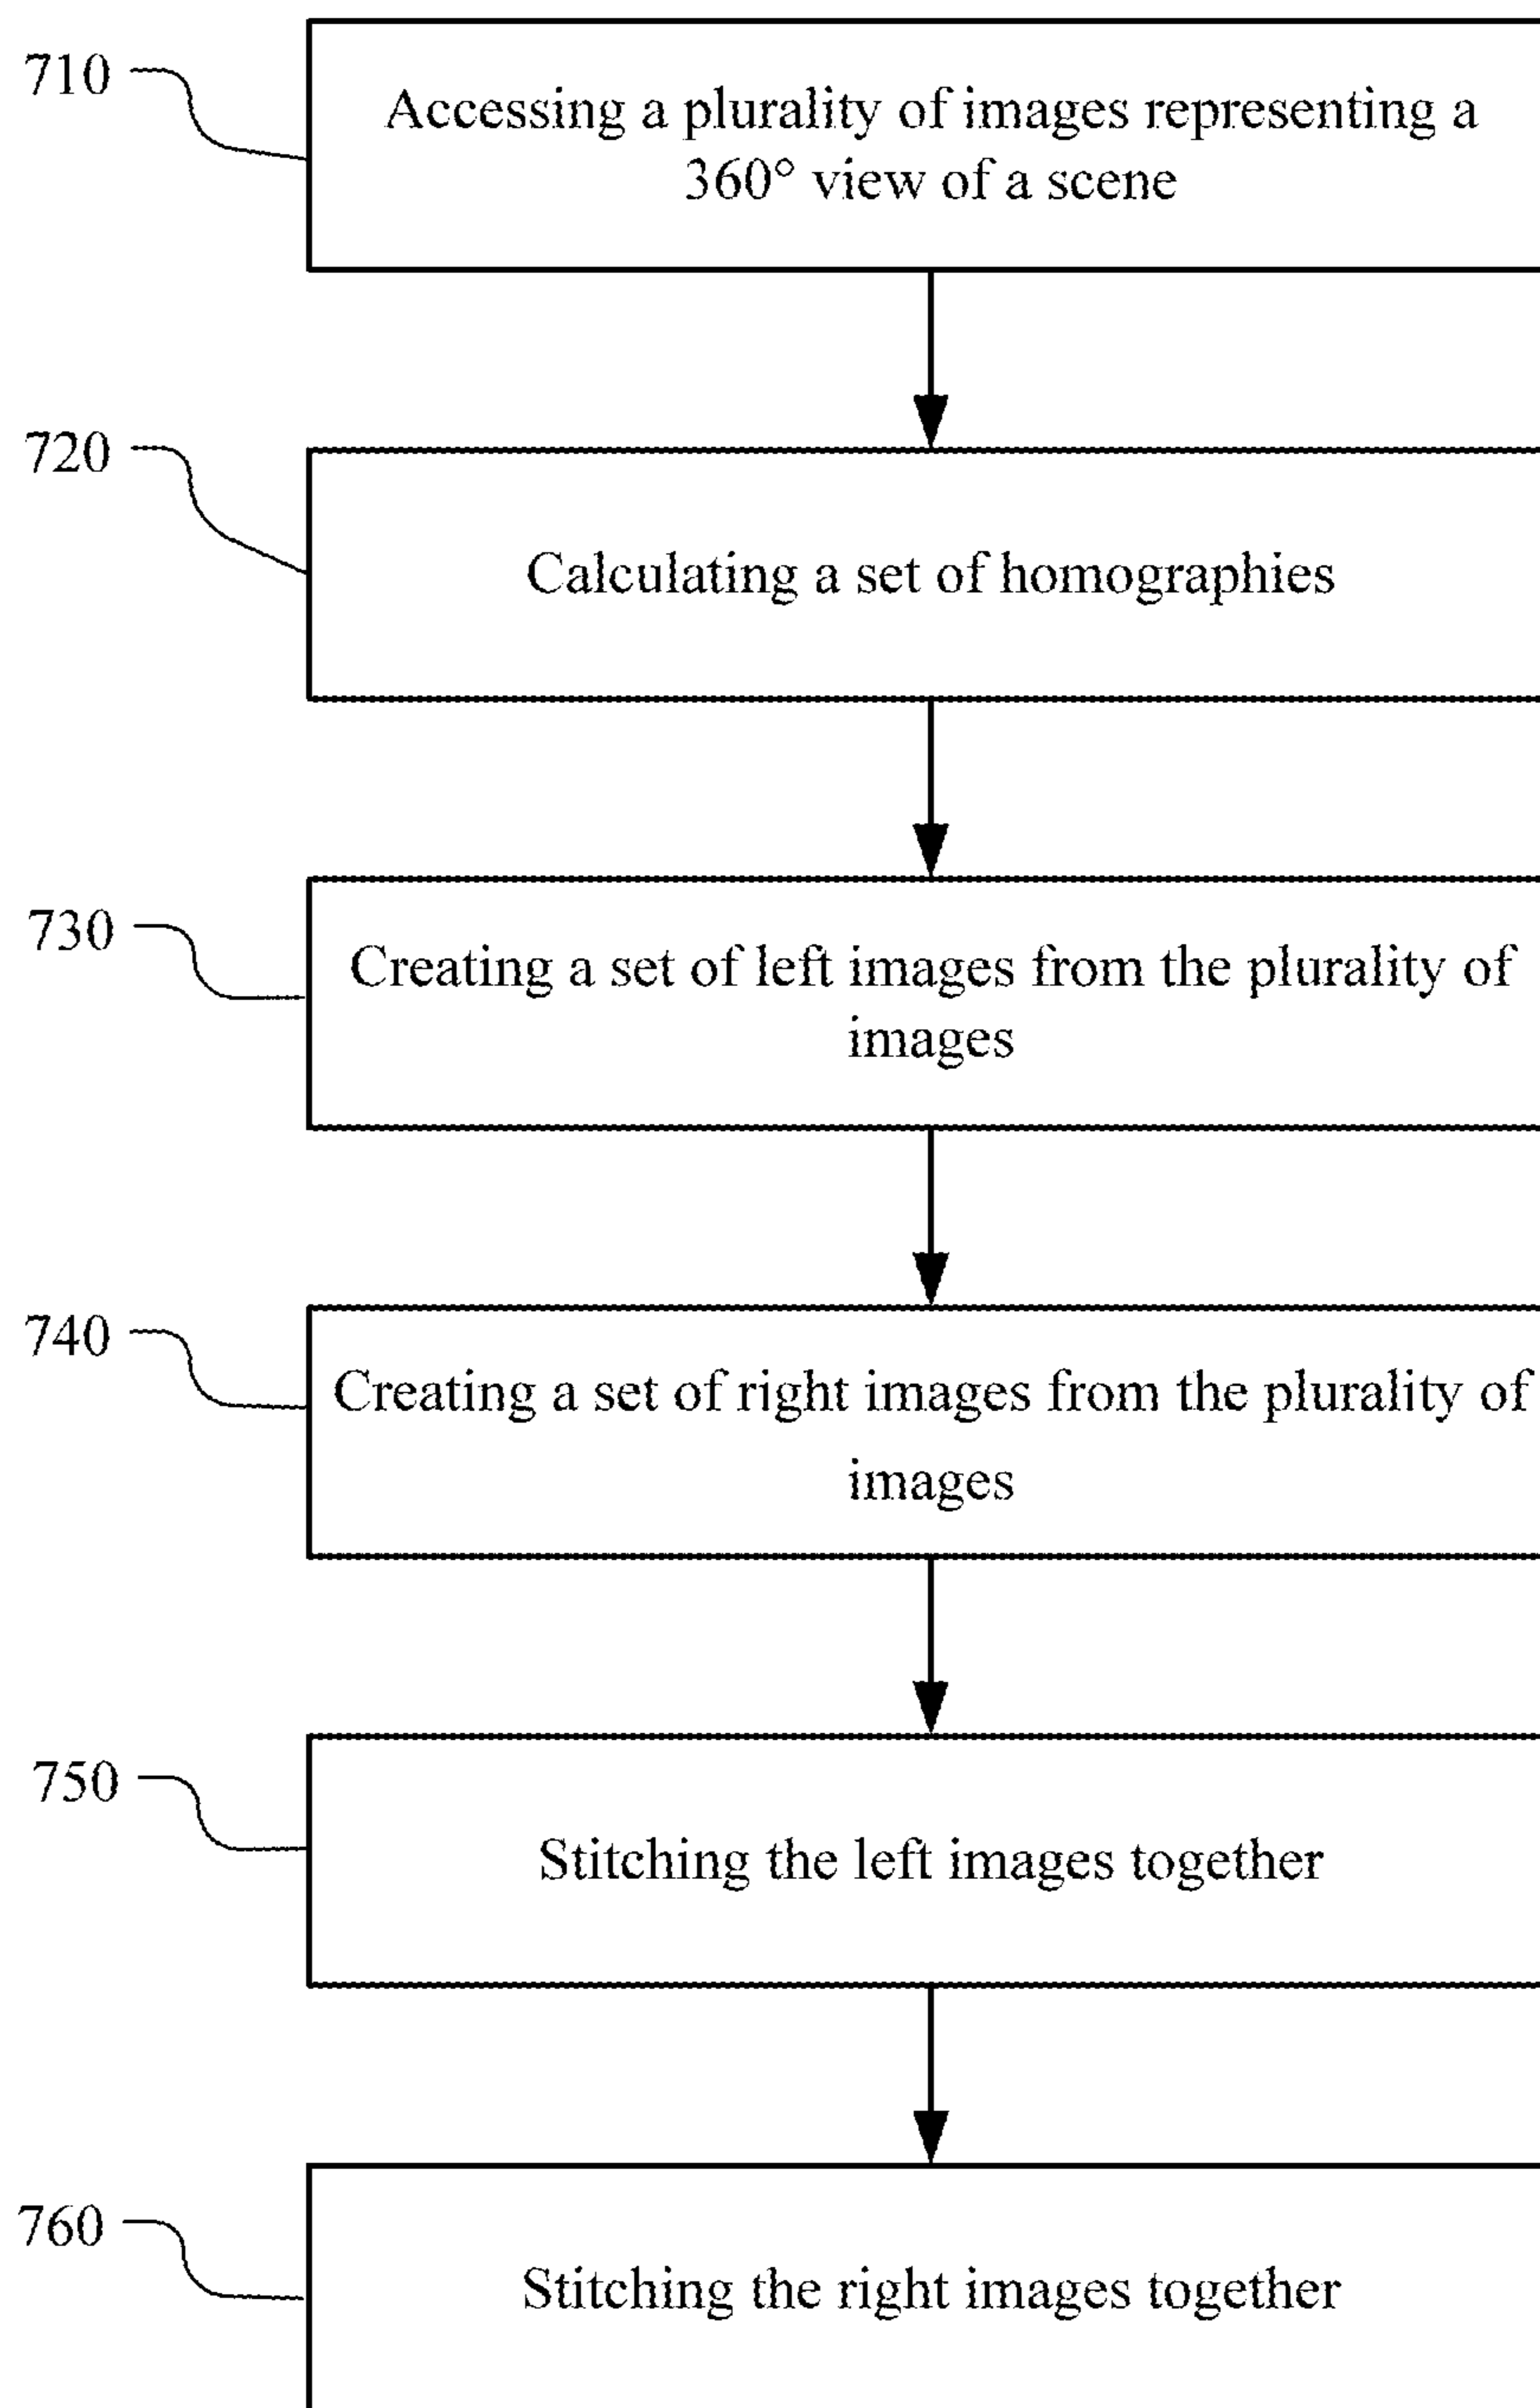 710
Accessing a plurality of images representing a
360° view of a scene
720
Calculating a set of homographies
730
Creating a set of left images from the plurality of
images
740
Creating a set of right images from the plurality of
images
750
Stitching the left images together
760
Stitching the right images together